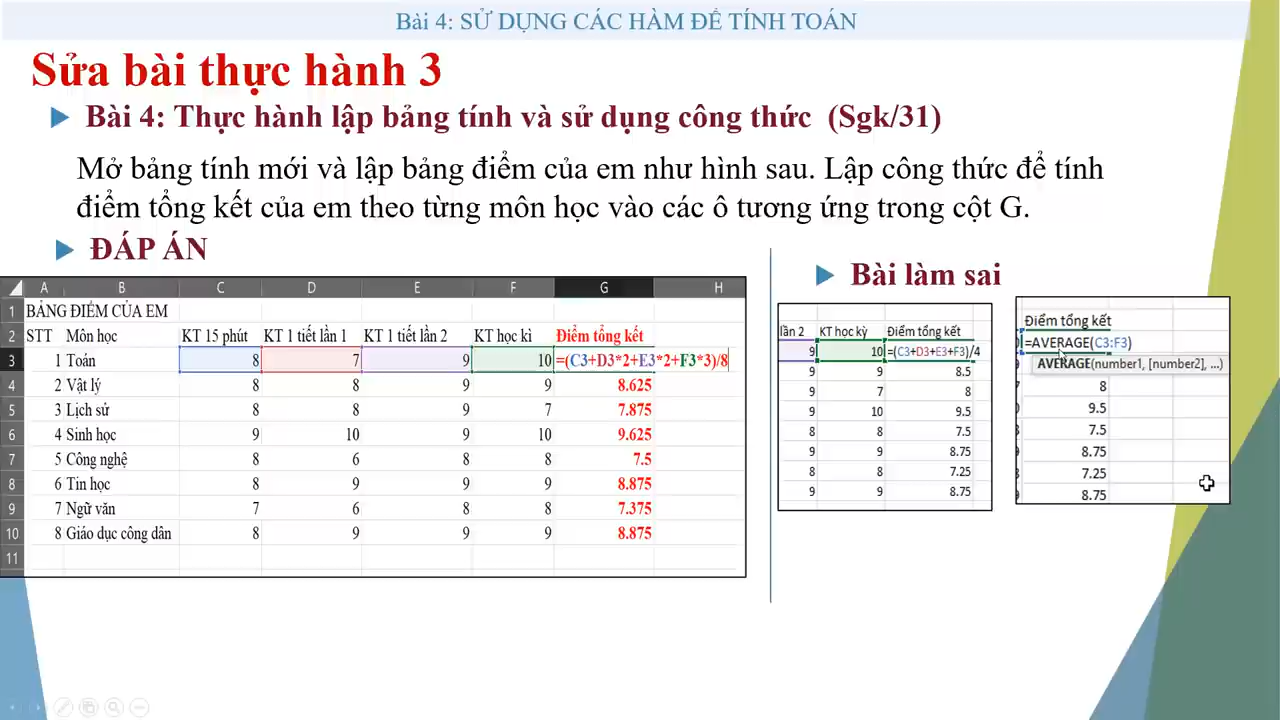 Bài 4: SỬ DỤNG CÁC HÀM ĐỂ TÍNH TOÁN
Sửa bài thực hành 3
Bài 4: Thực hành lập bảng tính và sử dụng công thức (Sgk/31)
Mở bảng tính mới và lập bảng điểm của em như hình sau. Lập công thức để tính
điểm tổng kết của em theo từng môn học vào các ô tương ứng trong cột G.
ĐÁP ÁN
A B C D E F G H
1 BẢNG ĐIỂM CỦA EM
2 STT Môn học KT 15 phút KT 1 tiết lần 1 KT 1 tiết lần 2 KT học kì Điểm tổng kết
3 1 Toán 8 7 9 10 =(C3+D3*2+E3*2+F3*3)/8
4 2 Vật lý 8 8 9 9 8.625
5 3 Lịch sử 8 8 9 7 7.875
6 4 Sinh học 9 10 9 10 9.625
7 5 Công nghệ 8 6 8 8 7.5
8 6 Tin học 8 9 9 9 8.875
9 7 Ngữ văn 7 6 8 8 7.375
10 8 Giáo dục công dân 8 9 9 9 8.875
11
Bài làm sai
lần 2 KT học kỳ Điểm tổng kết
9 10 =(C3+D3+E3+F3)/4
9 9 8.5
9 7 8
9 10 9.5
8 8 7.5
9 9 8.75
8 8 7.25
9 9 8.75
Điểm tổng kết
=AVERAGE(C3:F3)
AVERAGE(number1, [number2], ...)
8
9.5
7.5
8.75
7.25
8.75